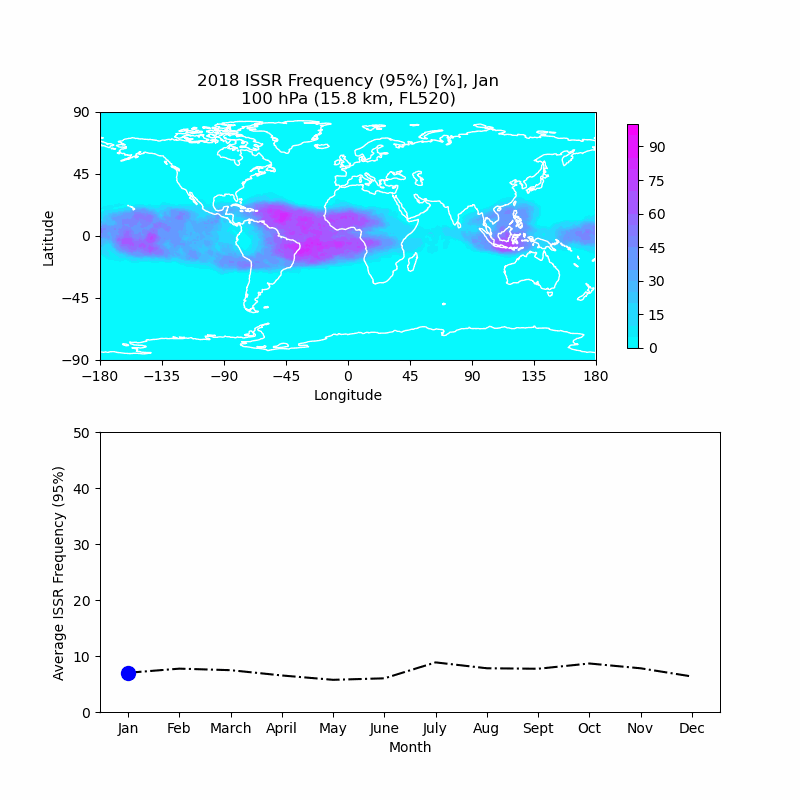 2018 ISSR Frequency (95%) [%], Jan
100 hPa (15.8 km, FL520)
90
45
0
−45
−90
Latitude
−180 −135 −90 −45 0 45 90 135 180
Longitude
90
75
60
45
30
15
0
50
40
30
20
10
0
Average ISSR Frequency (95%)
Jan Feb March April May June July Aug Sept Oct Nov Dec
Month